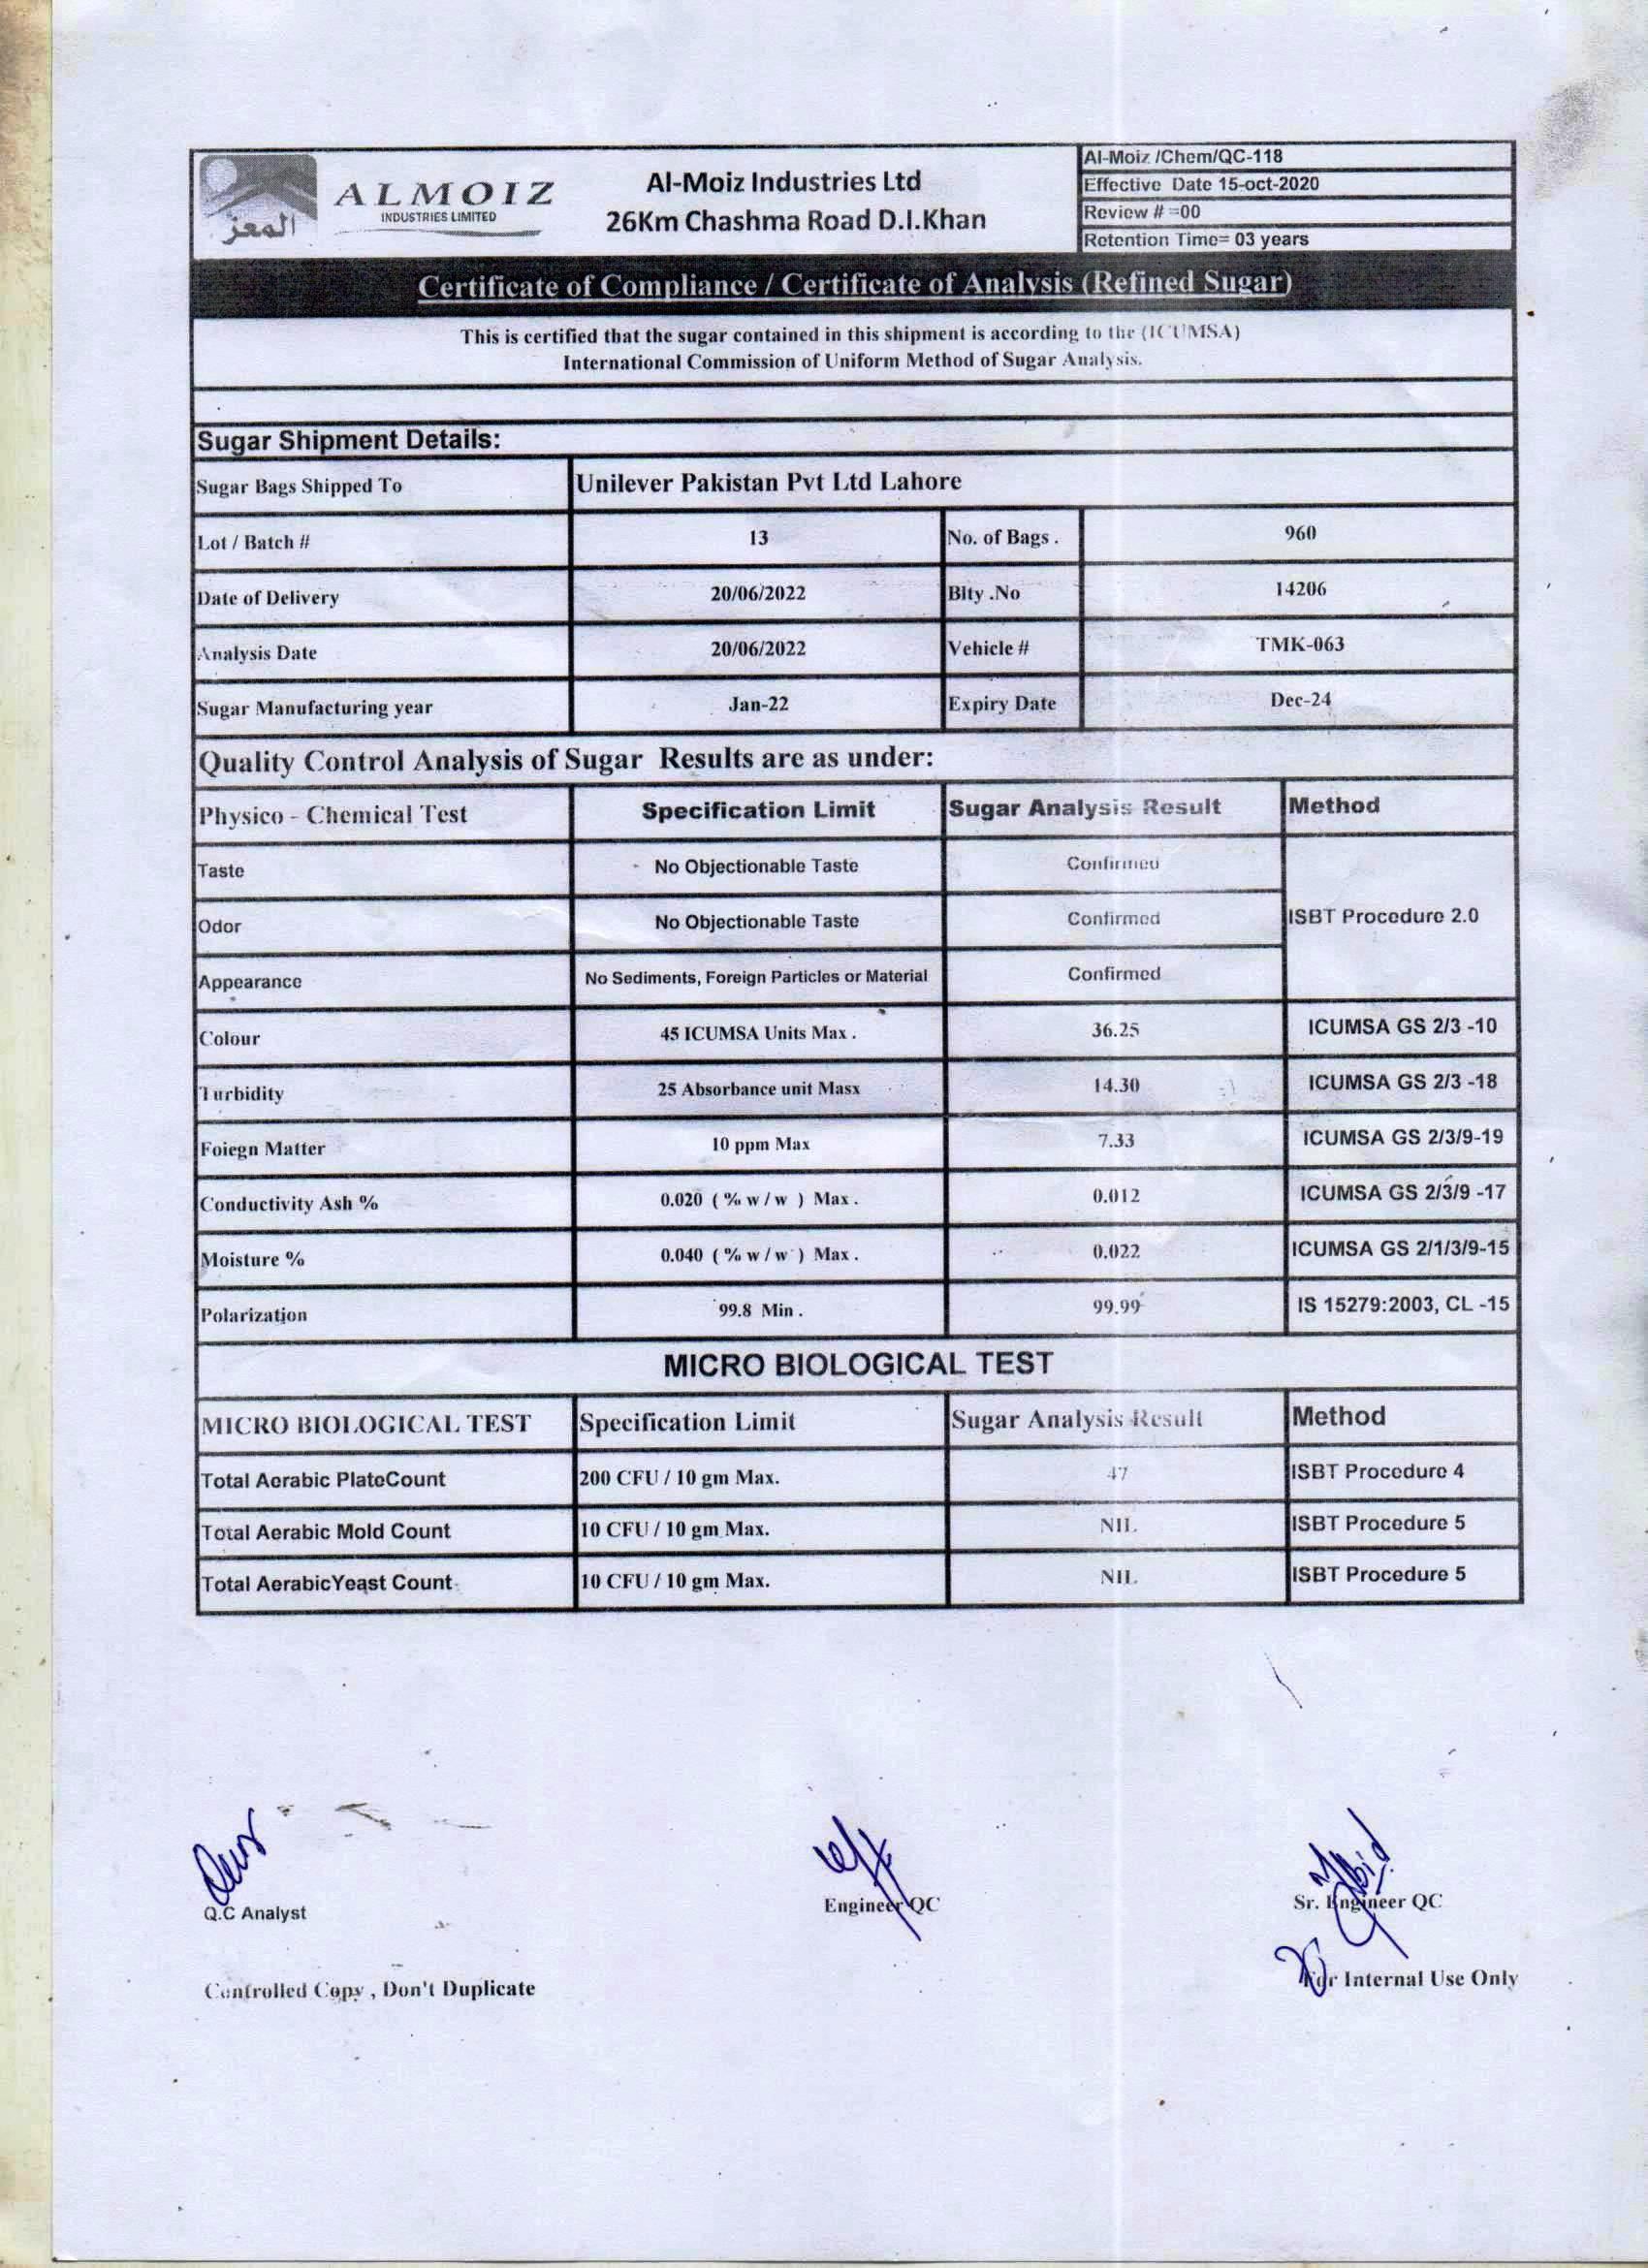 المعز
ALMOIZ
INDUSTRIES LIMITED
Al-Moiz Industries Ltd
26Km Chashma Road D.I.Khan
Al-Moiz /Chem/QC-118
Effective Date 15-oct-2020
Review # =00
Retention Time= 03 years
Certificate of Compliance / Certificate of Analysis (Refined Sugar)
This is certified that the sugar contained in this shipment is according to the (ICUMSA)
International Commission of Uniform Method of Sugar Analysis.
Sugar Shipment Details:
Sugar Bags Shipped To Unilever Pakistan Pvt Ltd Lahore
Lot / Batch # 13 No. of Bags . 960
Date of Delivery 20/06/2022 Blty .No 14206
Analysis Date 20/06/2022 Vehicle # TMK-063
Sugar Manufacturing year Jan-22 Expiry Date Dec-24
Quality Control Analysis of Sugar Results are as under:
Physico - Chemical Test Specification Limit Sugar Analysis Result Method
Taste No Objectionable Taste Confirmed
Odor No Objectionable Taste Confirmed ISBT Procedure 2.0
Appearance No Sediments, Foreign Particles or Material Confirmed
Colour 45 ICUMSA Units Max . 36.25 ICUMSA GS 2/3 -10
Turbidity 25 Absorbance unit Masx 14.30 ICUMSA GS 2/3 -18
Foiegn Matter 10 ppm Max 7.33 ICUMSA GS 2/3/9-19
Conductivity Ash % 0.020 ( % w / w ) Max . 0.012 ICUMSA GS 2/3/9 -17
Moisture % 0.040 ( % w / w ) Max . 0.022 ICUMSA GS 2/1/3/9-15
Polarization 99.8 Min . 99.99 IS 15279:2003, CL -15
MICRO BIOLOGICAL TEST
MICRO BIOLOGICAL TEST Specification Limit Sugar Analysis Result Method
Total Aerabic PlateCount 200 CFU / 10 gm Max. 47 ISBT Procedure 4
Total Aerabic Mold Count 10 CFU / 10 gm Max. NIL ISBT Procedure 5
Total AerabicYeast Count 10 CFU / 10 gm Max. NIL ISBT Procedure 5
Q.C Analyst Engineer QC Sr. Engineer QC
Controlled Copy , Don't Duplicate For Internal Use Only